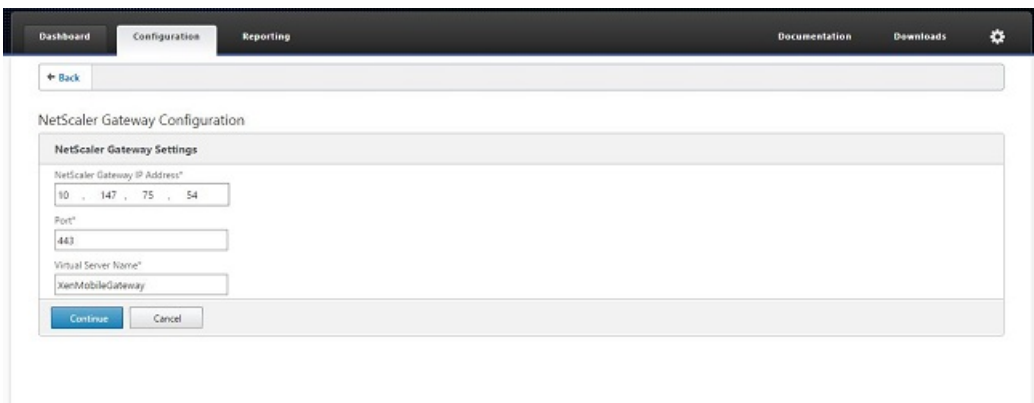 Dashboard Configuration Reporting Documentation Downloads
Back
NetScaler Gateway Configuration
NetScaler Gateway Settings
NetScaler Gateway IP Address*
10 . 147 . 75 . 54
Port*
443
Virtual Server Name*
XenMobileGateway
Continue Cancel